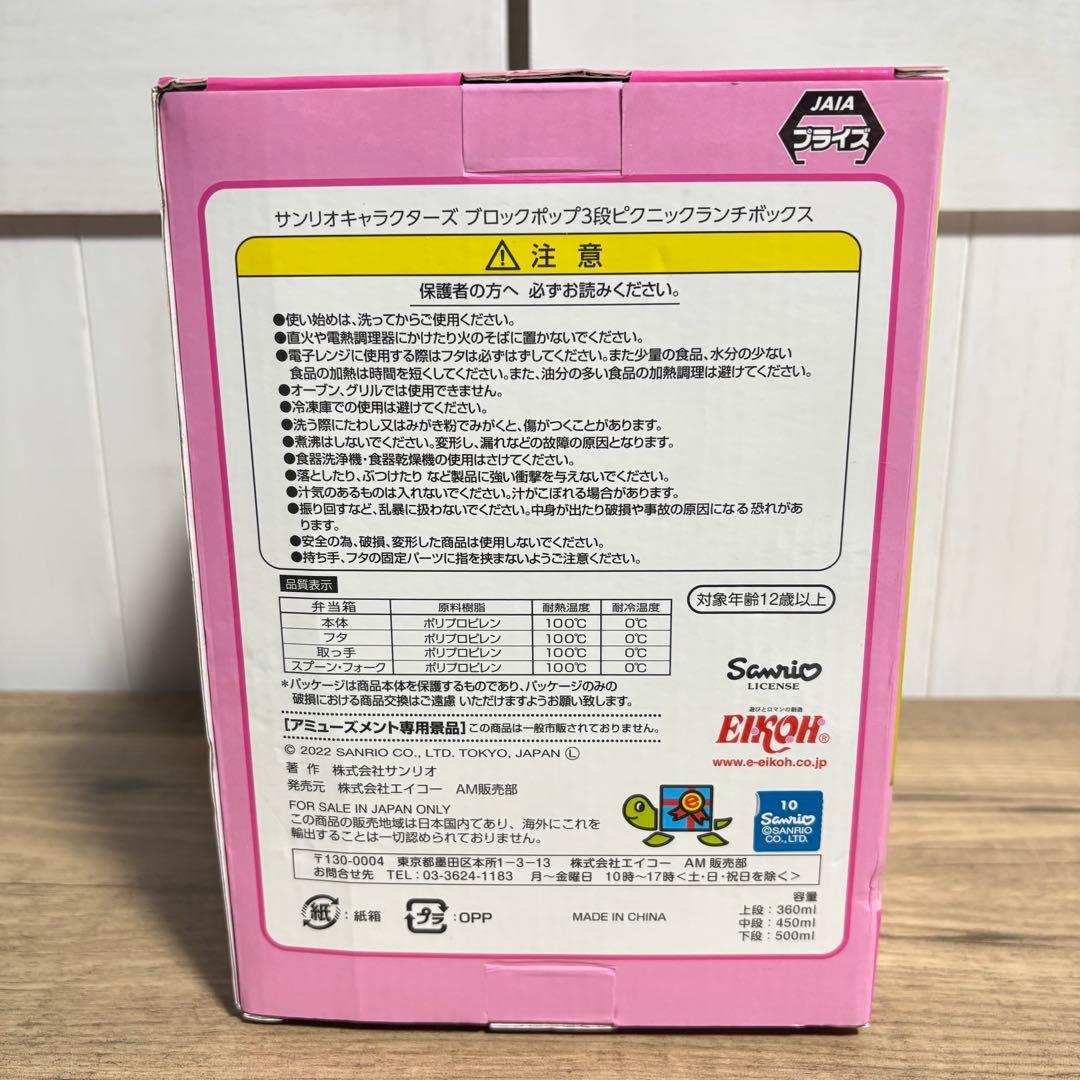 JAIA
プライズ
サンリオキャラクターズ ブロックポップ3段ピクニックランチボックス
注意
保護者の方へ 必ずお読みください。
●使い始めは、洗ってからご使用ください。
●直火や電熱調理器にかけたり火のそばに置かないでください。
●電子レンジに使用する際はフタは必ずはずしてください。また少量の食品、水分の少ない
食品の加熱は時間を短くしてください。また、油分の多い食品の加熱調理は避けてください。
●オーブン、グリルでは使用できません。
●冷凍庫での使用は避けてください。
●洗う際にたわし又はみがき粉でみがくと、傷がつくことがあります。
●煮沸はしないでください。変形し、漏れなどの故障の原因となります。
●食器洗浄機・食器乾燥機の使用はさけてください。
●落としたり、ぶつけたり など製品に強い衝撃を与えないでください。
●汁気のあるものは入れないでください。汁がこぼれる場合があります。
●振り回すなど、乱暴に扱わないでください。中身が出たり破損や事故の原因になる 恐れがあ
ります。
●安全の為、破損、変形した商品は使用しないでください。
●持ち手、フタの固定パーツに指を挟まないようご注意ください。
品質表示
弁当箱 原料樹脂 耐熱温度 耐冷温度
本体 ポリプロピレン 100℃ 0℃
フタ ポリプロピレン 100℃ 0℃
取っ手 ポリプロピレン 100℃ 0℃
スプーン・フォーク ポリプロピレン 100℃ 0℃
対象年齢12歳以上
*パッケージは商品本体を保護するものであり、パッケージのみの
破損における商品交換はご遠慮 いただけますようお願い致します。
【アミューズメント専用景品】この商品は一般市販されておりません。
© 2022 SANRIO CO., LTD. TOKYO, JAPAN Ⓛ
著 作 株式会社サンリオ
発売元 株式会社エイコー AM販売部
FOR SALE IN JAPAN ONLY
この商品の販売地域は日本国内であり、海外にこれを
輸出することは一切認められておりません。
Sanrio
LICENSE
遊びとロマンの創造
EIKOH®
www.e-eikoh.co.jp
e
10
Sanrio
©SANRIO
CO., LTD.
〒130-0004 東京都墨田区本所1-3-13 株式会社エイコー AM 販売部
お問合せ先 TEL：03-3624-1183 月～金曜日 10時～17時<土・日・祝日を除く>
紙：紙箱
プラ：OPP
MADE IN CHINA
容量
上段：360ml
中段：450ml
下段：500ml